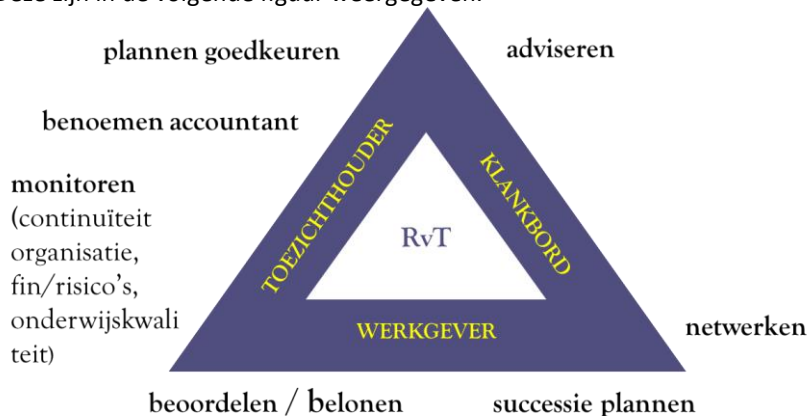 plannen goedkeuren
adviseren
benoemen accountant
monitoren
(continuïteit
organisatie,
fin/risico's,
onderwijskwali
teit)
TOEZICHTHOUDER
KLANKBORD
RvT
WERKGEVER
netwerken
beoordelen / belonen
successie plannen